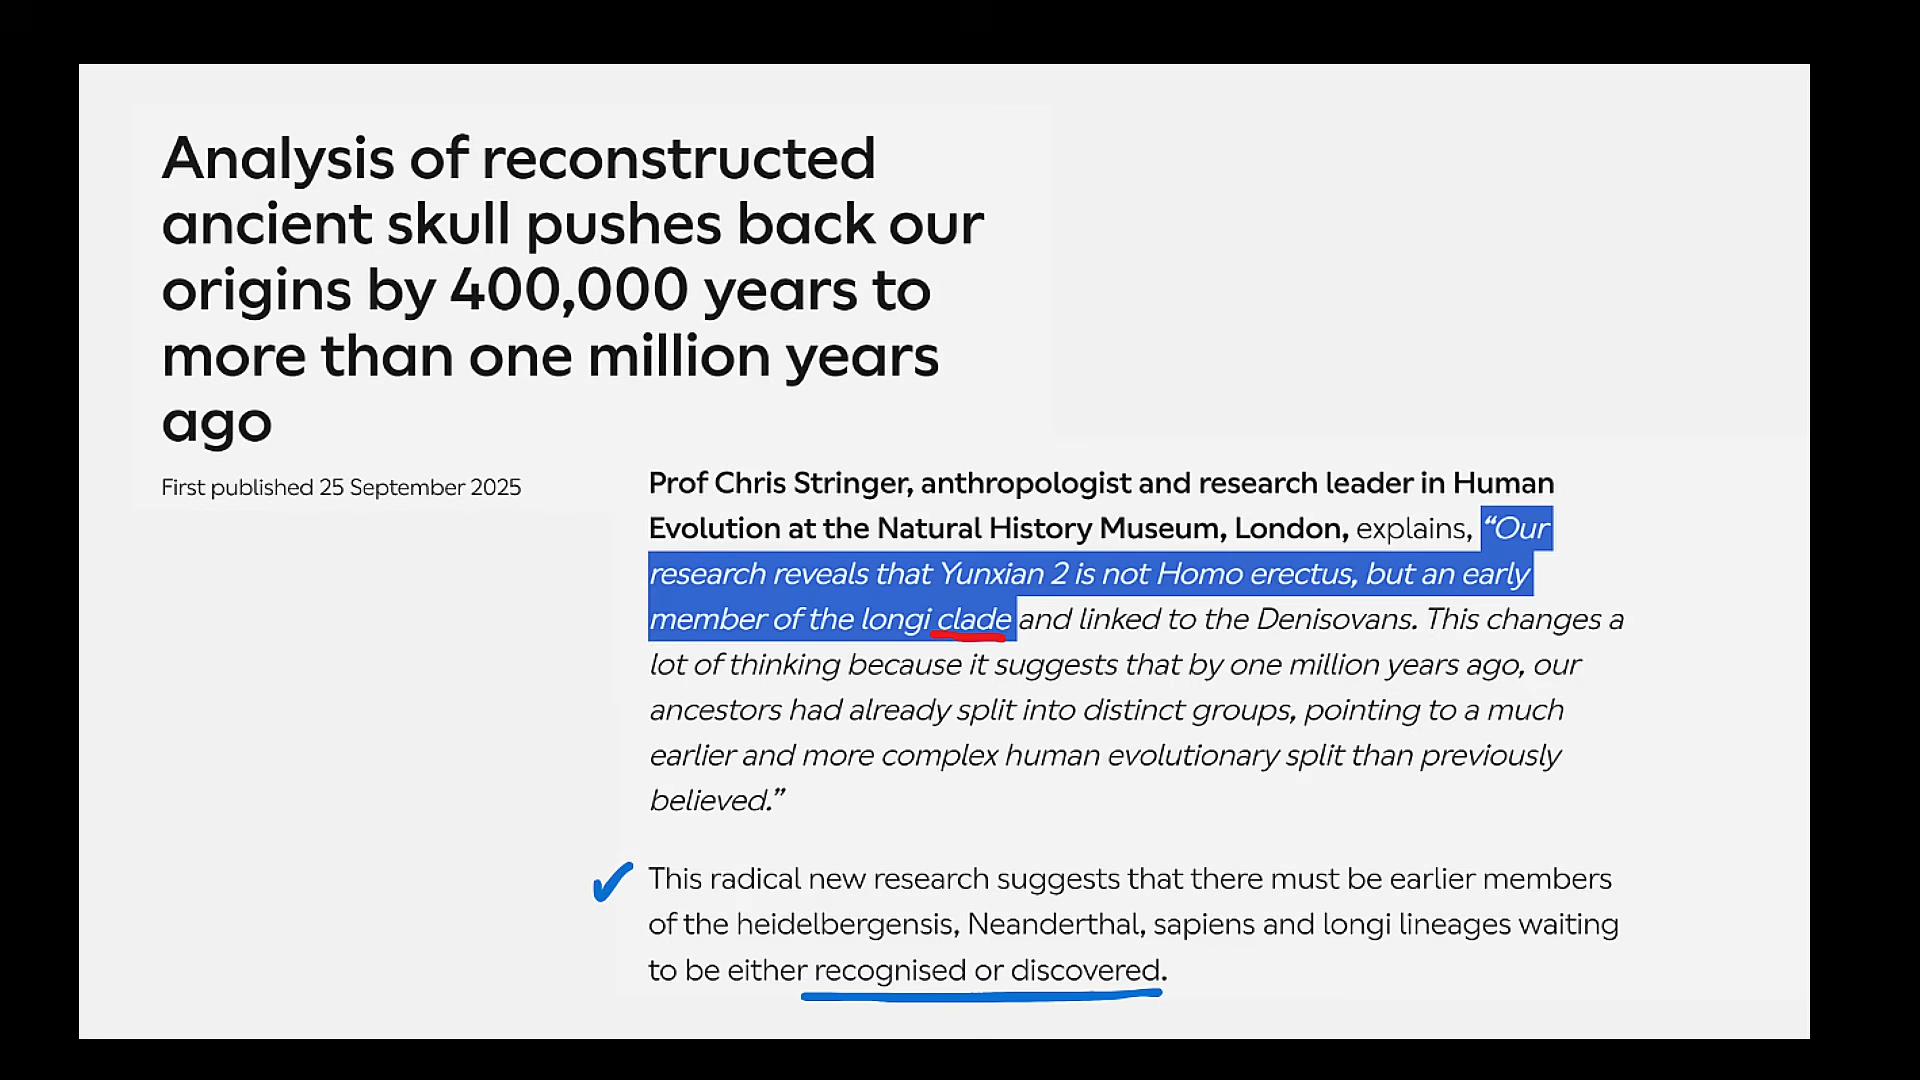 Analysis of reconstructed
ancient skull pushes back our
origins by 400,000 years to
more than one million years
ago
First published 25 September 2025
Prof Chris Stringer, anthropologist and research leader in Human
Evolution at the Natural History Museum, London, explains, “Our
research reveals that Yunxian 2 is not Homo erectus, but an early
member of the longi clade and linked to the Denisovans. This changes a
lot of thinking because it suggests that by one million years ago, our
ancestors had already split into distinct groups, pointing to a much
earlier and more complex human evolutionary split than previously
believed.”
This radical new research suggests that there must be earlier members
of the heidelbergensis, Neanderthal, sapiens and longi lineages waiting
to be either recognised or discovered.